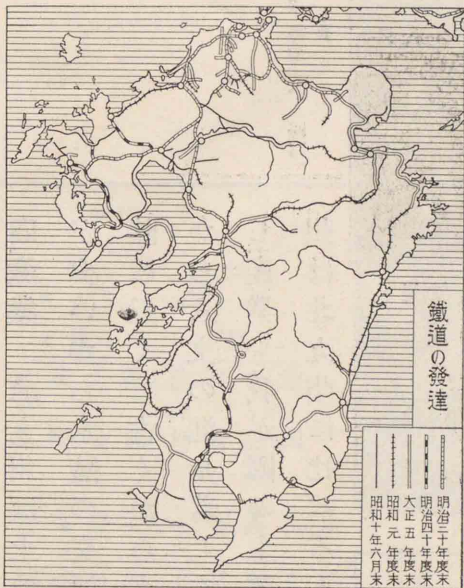 鐵道の發達
明治三十年度末
明治四十年度末
大正五年度末
昭和元年度末
昭和十年六月末